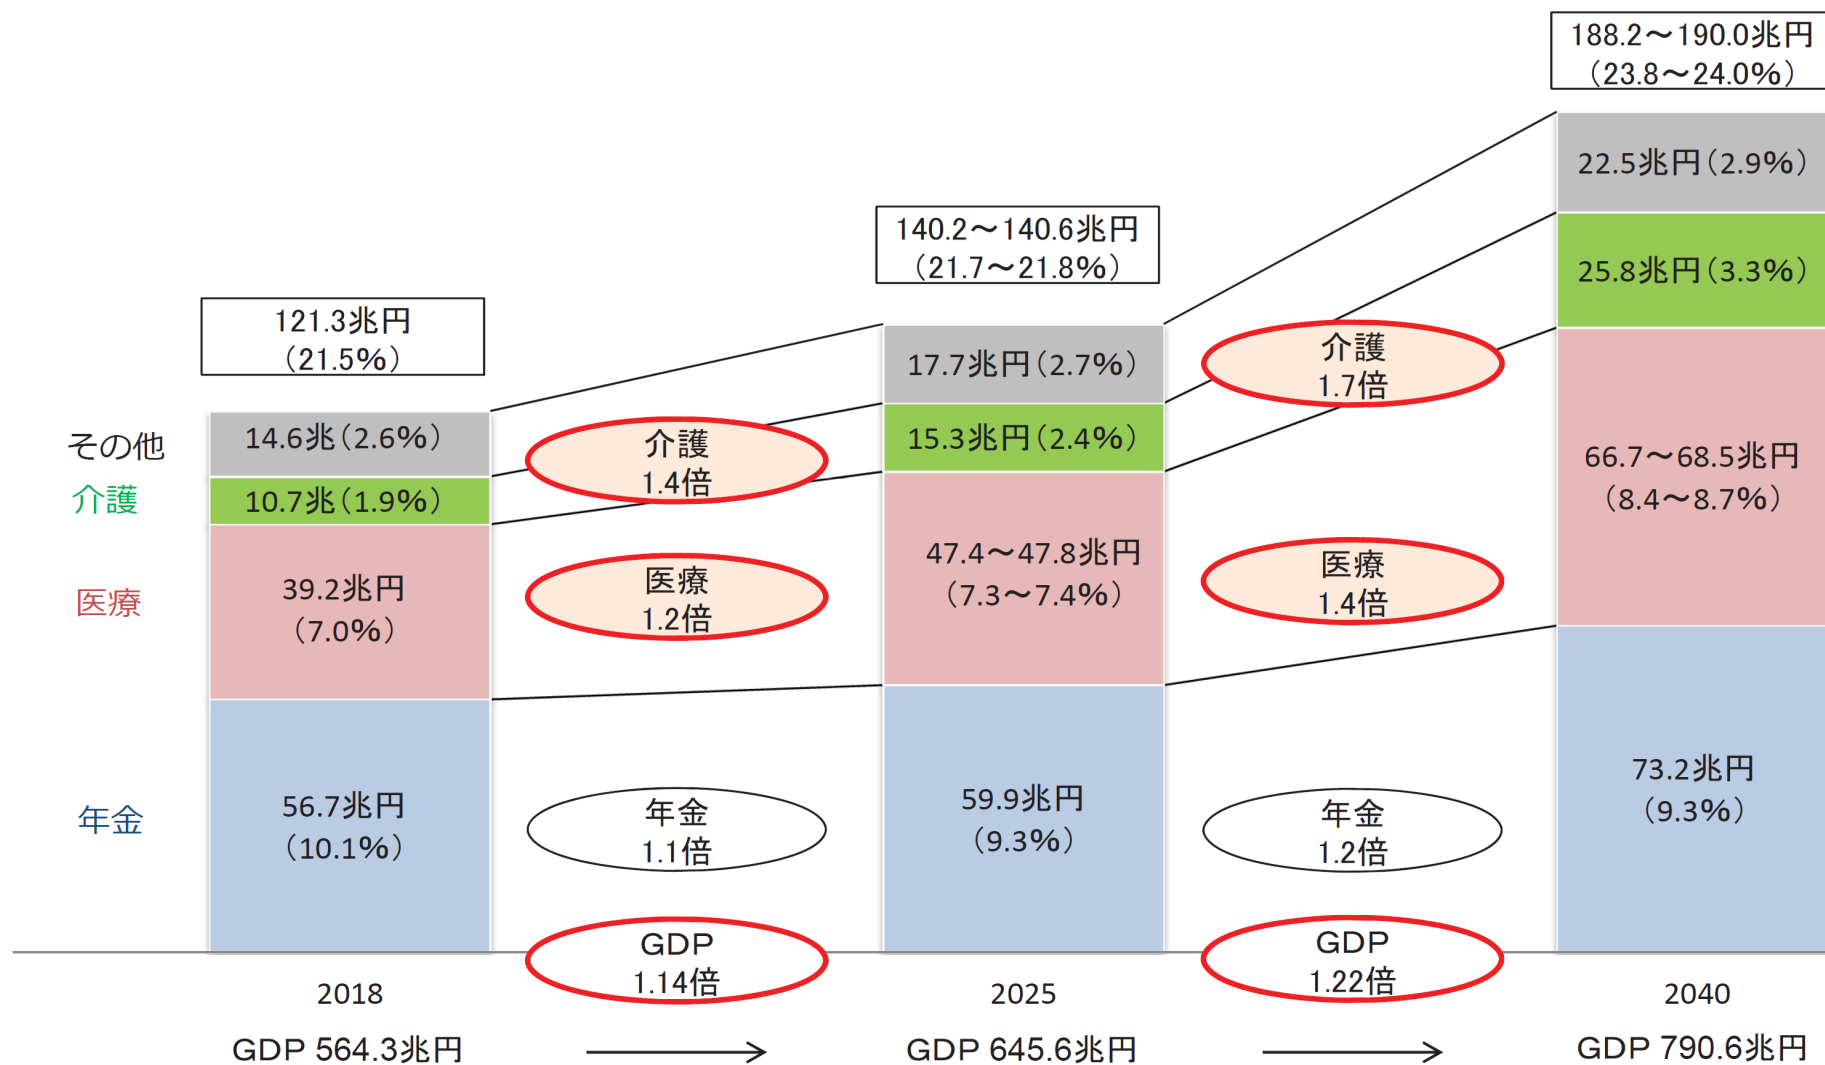 188.2～190.0兆円
（23.8～24.0%）
140.2～140.6兆円
（21.7～21.8%）
121.3兆円
（21.5%）
その他
介護
医療
年金
14.6兆（2.6%）
10.7兆（1.9%）
39.2兆円
（7.0%）
56.7兆円
（10.1%）
介護
1.4倍
医療
1.2倍
年金
1.1倍
GDP
1.14倍
17.7兆円（2.7%）
15.3兆円（2.4%）
47.4～47.8兆円
（7.3～7.4%）
59.9兆円
（9.3%）
介護
1.7倍
医療
1.4倍
年金
1.2倍
GDP
1.22倍
22.5兆円（2.9%）
25.8兆円（3.3%）
66.7～68.5兆円
（8.4～8.7%）
73.2兆円
（9.3%）
2018
2025
2040
GDP 564.3兆円
GDP 645.6兆円
GDP 790.6兆円